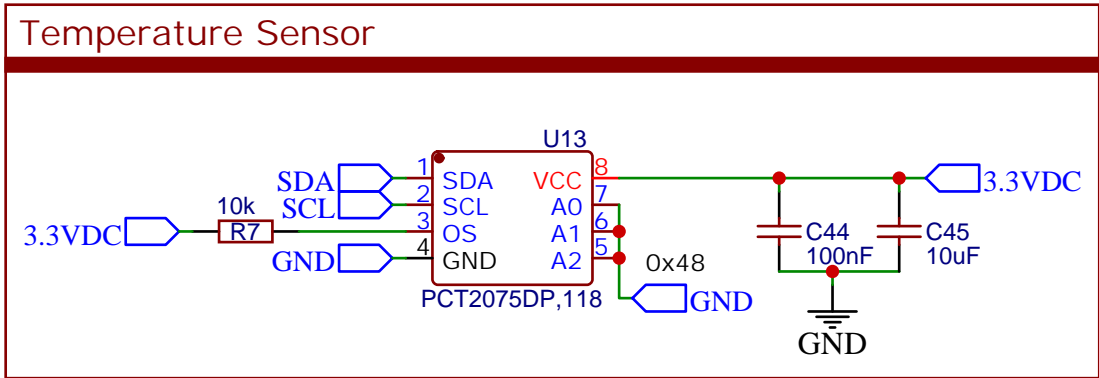 Temperature Sensor
U13
SDA 1 SDA VCC 8 3.3VDC
10k SCL 2 SCL A0 7
3.3VDC R7 3 OS A1 6 C44 C45
GND 4 GND A2 5 0x48 100nF 10uF
PCT2075DP,118 GND
GND